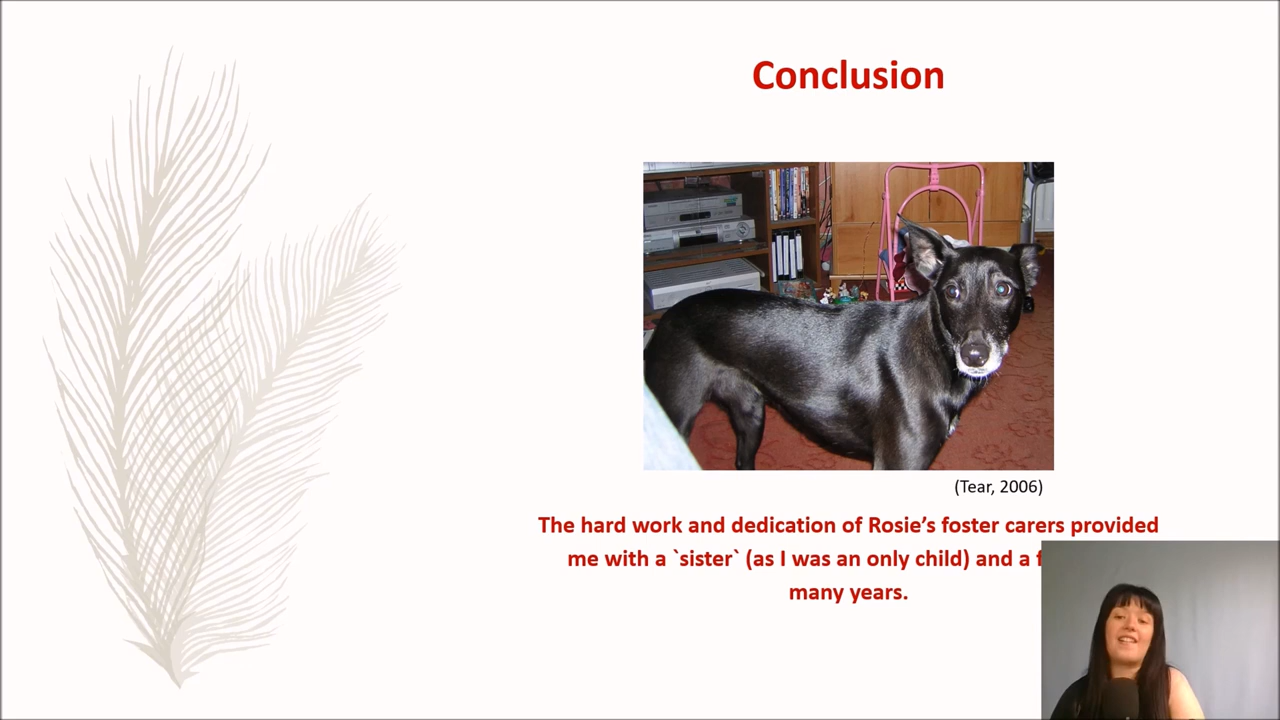 Conclusion
(Tear, 2006)
The hard work and dedication of Rosie’s foster carers provided
me with a `sister` (as I was an only child) and a
many years.